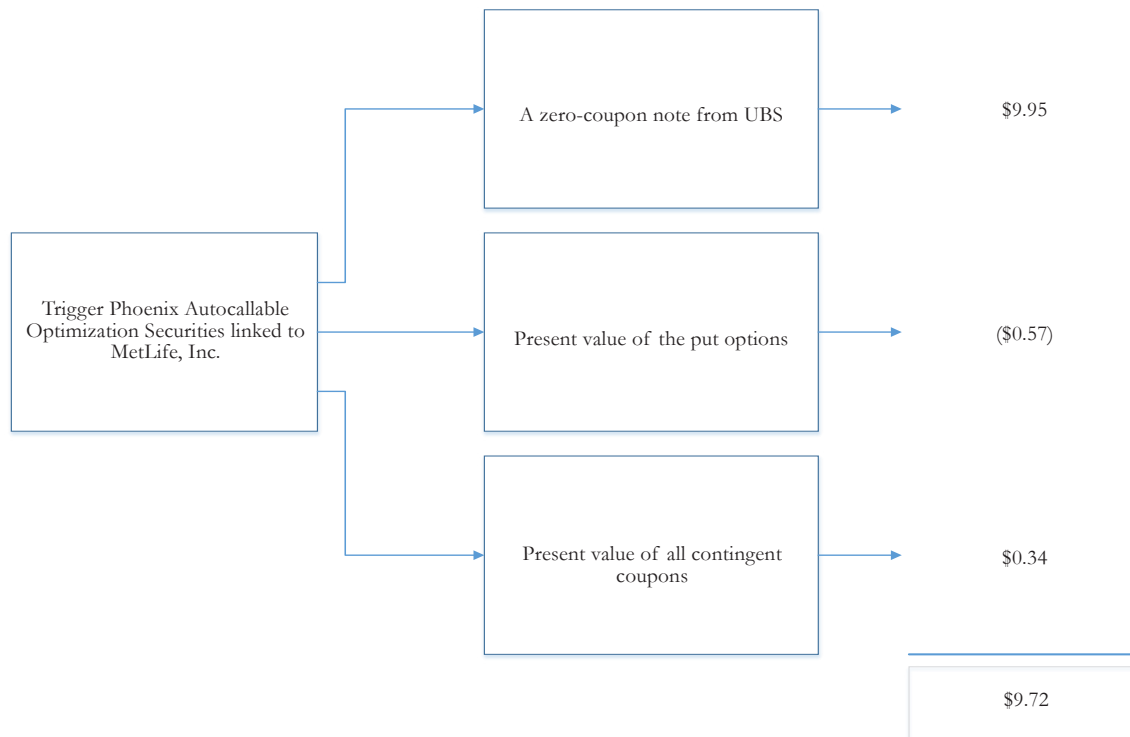 A zero-coupon note from UBS
$9.95
Trigger Phoenix Autocallable
Optimization Securities linked to
MetLife, Inc.
Present value of the put options
($0.57)
Present value of all contingent
coupons
$0.34
$9.72